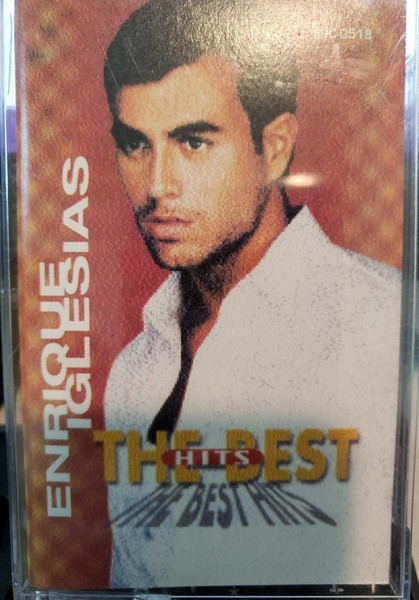 ENRIQUE
IGLESIAS
THE BEST
HITS
THE BEST HITS